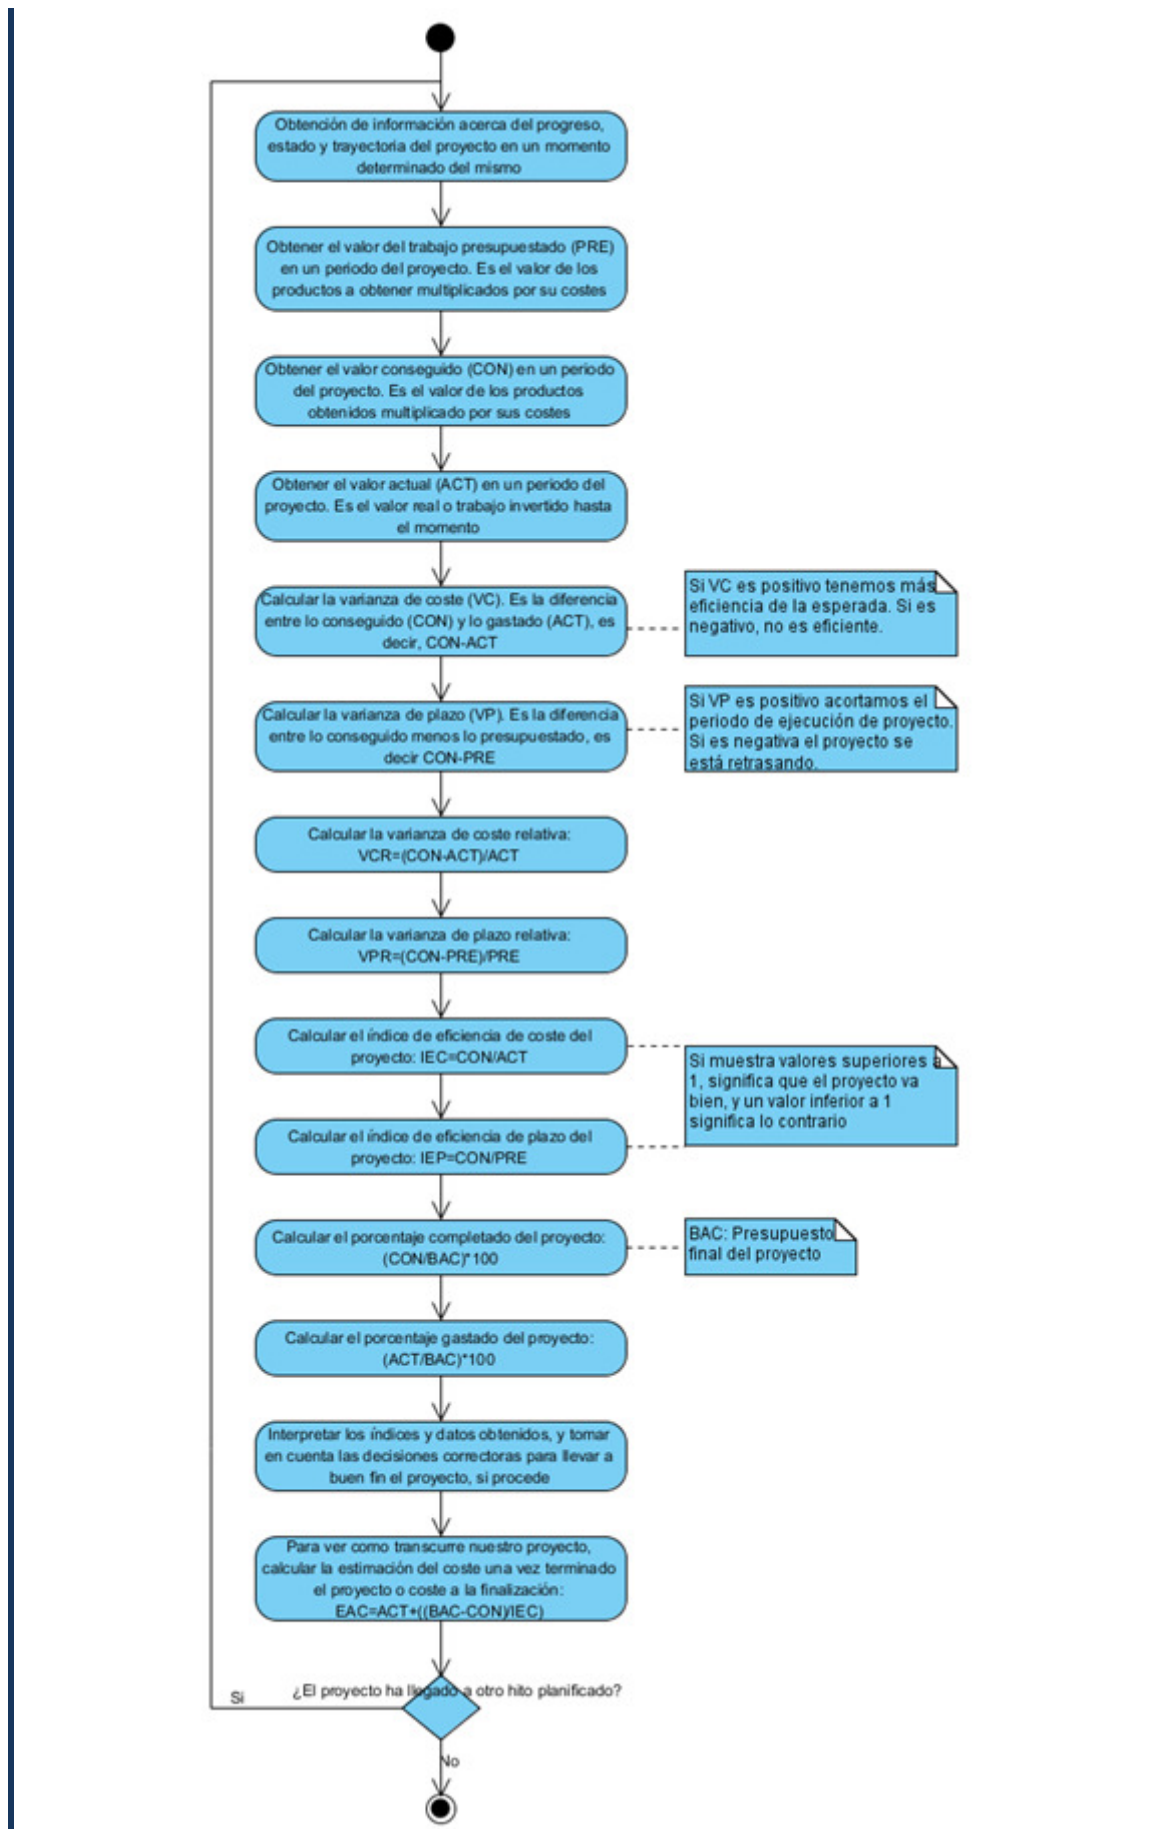 Obtención de información acerca del progreso,
estado y trayectoria del proyecto en un momento
determinado del mismo
Obtener el valor del trabajo presupuestado (PRE)
en un periodo del proyecto. Es el valor de los
productos a obtener multiplicados por su costes
Obtener el valor conseguido (CON) en un periodo
del proyecto. Es el valor de los productos
obtenidos multiplicado por sus costes
Obtener el valor actual (ACT) en un periodo del
proyecto. Es el valor real o trabajo invertido hasta
el momento
Calcular la varianza de coste (VC). Es la diferencia
entre lo conseguido (CON) y lo gastado (ACT), es
decir, CON-ACT
Si VC es positivo tenemos más
eficiencia de la esperada. Si es
negativo, no es eficiente.
Calcular la varianza de plazo (VP). Es la diferencia
entre lo conseguido menos lo presupuestado, es
decir CON-PRE
Si VP es positivo acortamos el
periodo de ejecución de proyecto.
Si es negativa el proyecto se
está retrasando.
Calcular la varianza de coste relativa:
VCR=(CON-ACT)/ACT
Calcular la varianza de plazo relativa:
VPR=(CON-PRE)/PRE
Calcular el índice de eficiencia de coste del
proyecto: IEC=CON/ACT
Si muestra valores superiores a
1, significa que el proyecto va
bien, y un valor inferior a 1
significa lo contrario
Calcular el índice de eficiencia de plazo del
proyecto: IEP=CON/PRE
Calcular el porcentaje completado del proyecto:
(CON/BAC)*100
BAC: Presupuesto
final del proyecto
Calcular el porcentaje gastado del proyecto:
(ACT/BAC)*100
Interpretar los índices y datos obtenidos, y tomar
en cuenta las decisiones correctoras para llevar a
buen fin el proyecto, si procede
Para ver como transcurre nuestro proyecto,
calcular la estimación del coste una vez terminado
el proyecto o coste a la finalización:
EAC=ACT+((BAC-CON)/IEC)
¿El proyecto ha llegado a otro hito planificado?
Si
No